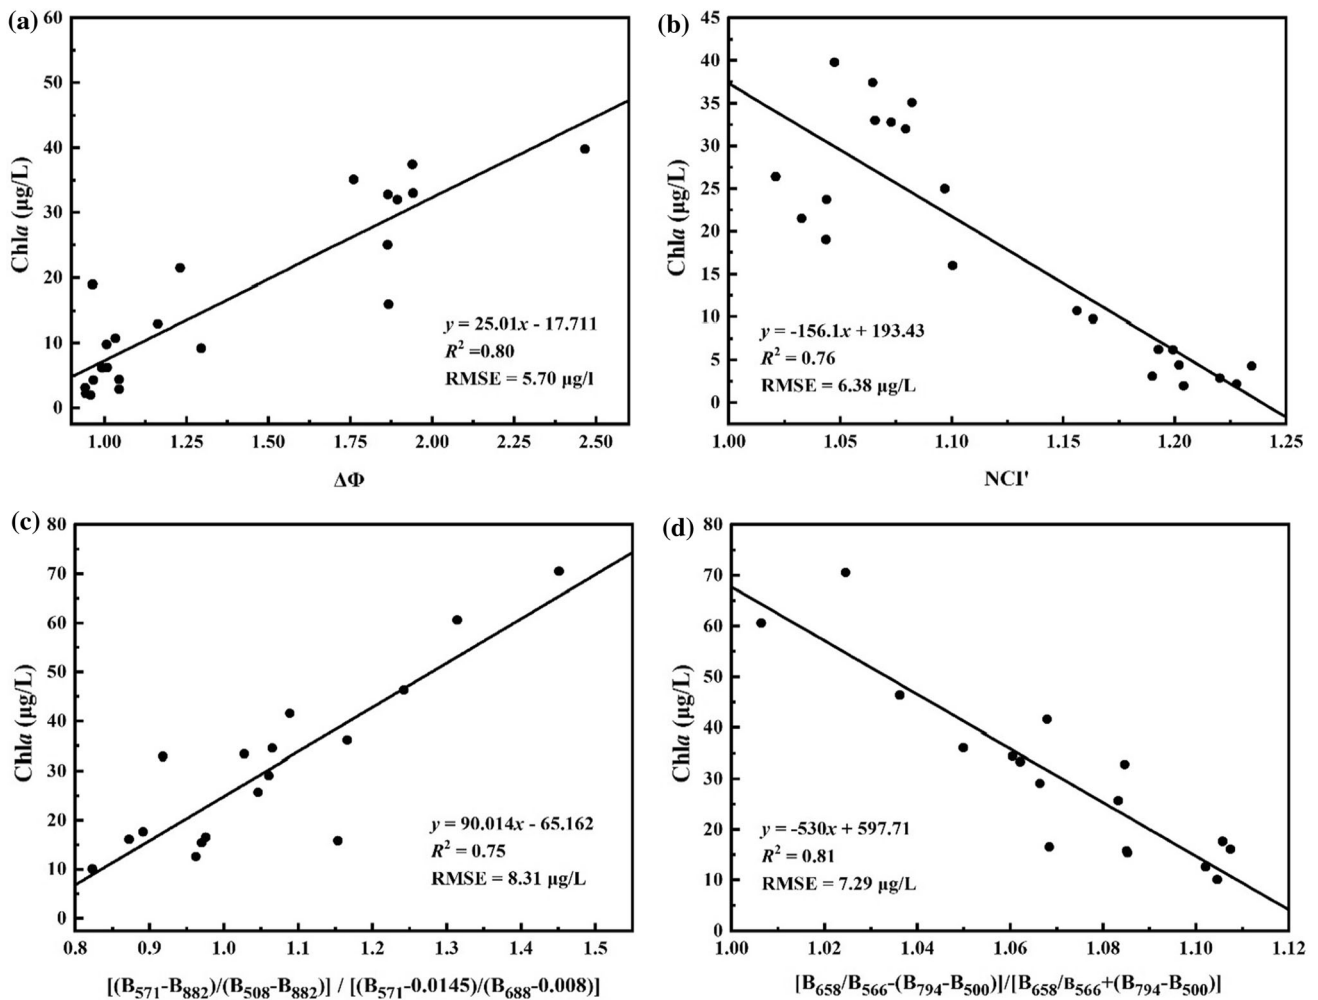 (a)
60
50
40
30
20
10
0
Chla (μg/L)
y = 25.01x - 17.711
R² =0.80
RMSE = 5.70 μg/l
1.00 1.25 1.50 1.75 2.00 2.25 2.50
ΔΦ
(b)
45
40
35
30
25
20
15
10
5
0
Chla (μg/L)
y = -156.1x + 193.43
R² = 0.76
RMSE = 6.38 μg/L
1.00 1.05 1.10 1.15 1.20 1.25
NCI'
(c)
80
70
60
50
40
30
20
10
0
Chla (μg/L)
y = 90.014x - 65.162
R² = 0.75
RMSE = 8.31 μg/L
0.8 0.9 1.0 1.1 1.2 1.3 1.4 1.5
[(B571-B882)/(B508-B882)] / [(B571-0.0145)/(B688-0.008)]
(d)
80
70
60
50
40
30
20
10
0
Chla (μg/L)
y = -530x + 597.71
R² = 0.81
RMSE = 7.29 μg/L
1.00 1.02 1.04 1.06 1.08 1.10 1.12
[B658/B566-(B794-B500)]/[B658/B566+(B794-B500)]